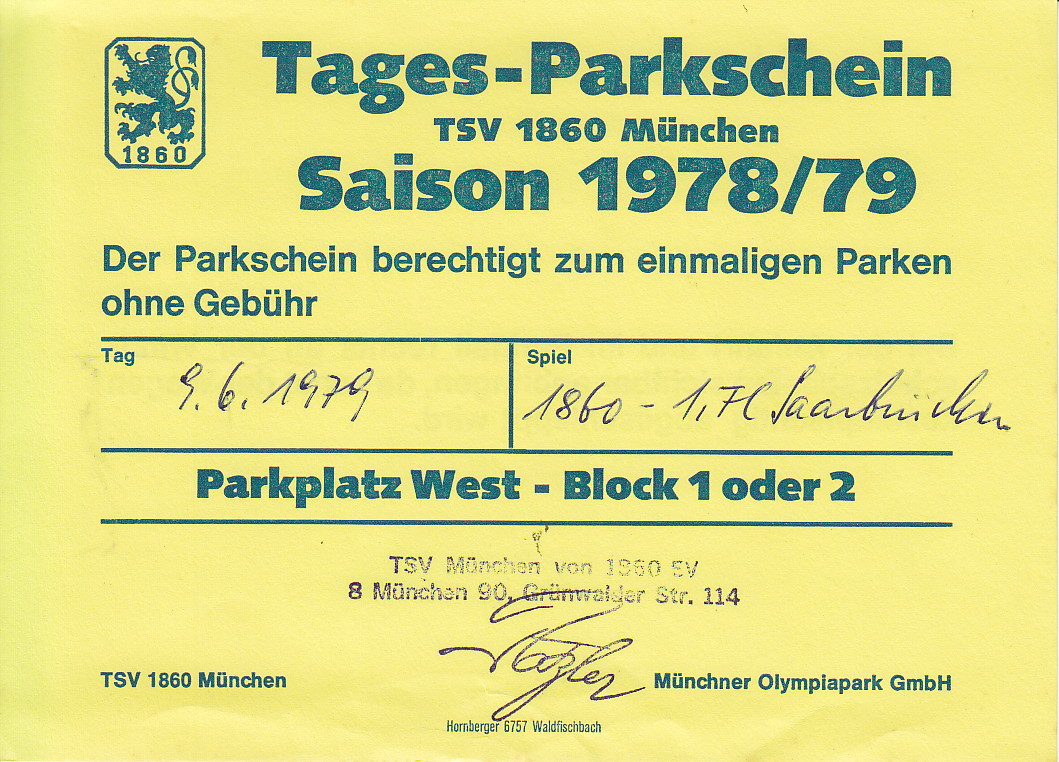 1860
Tages-Parkschein
TSV 1860 München
Saison 1978/79
Der Parkschein berechtigt zum einmaligen Parken
ohne Gebühr
Tag
9.6.1979
Spiel
1860 - 1.FC Saarbrücken
Parkplatz West - Block 1 oder 2
TSV München von 1860 EV
8 München 90, Grünwalder Str. 114
TSV 1860 München
Münchner Olympiapark GmbH
Hornberger 6757 Waldfischbach